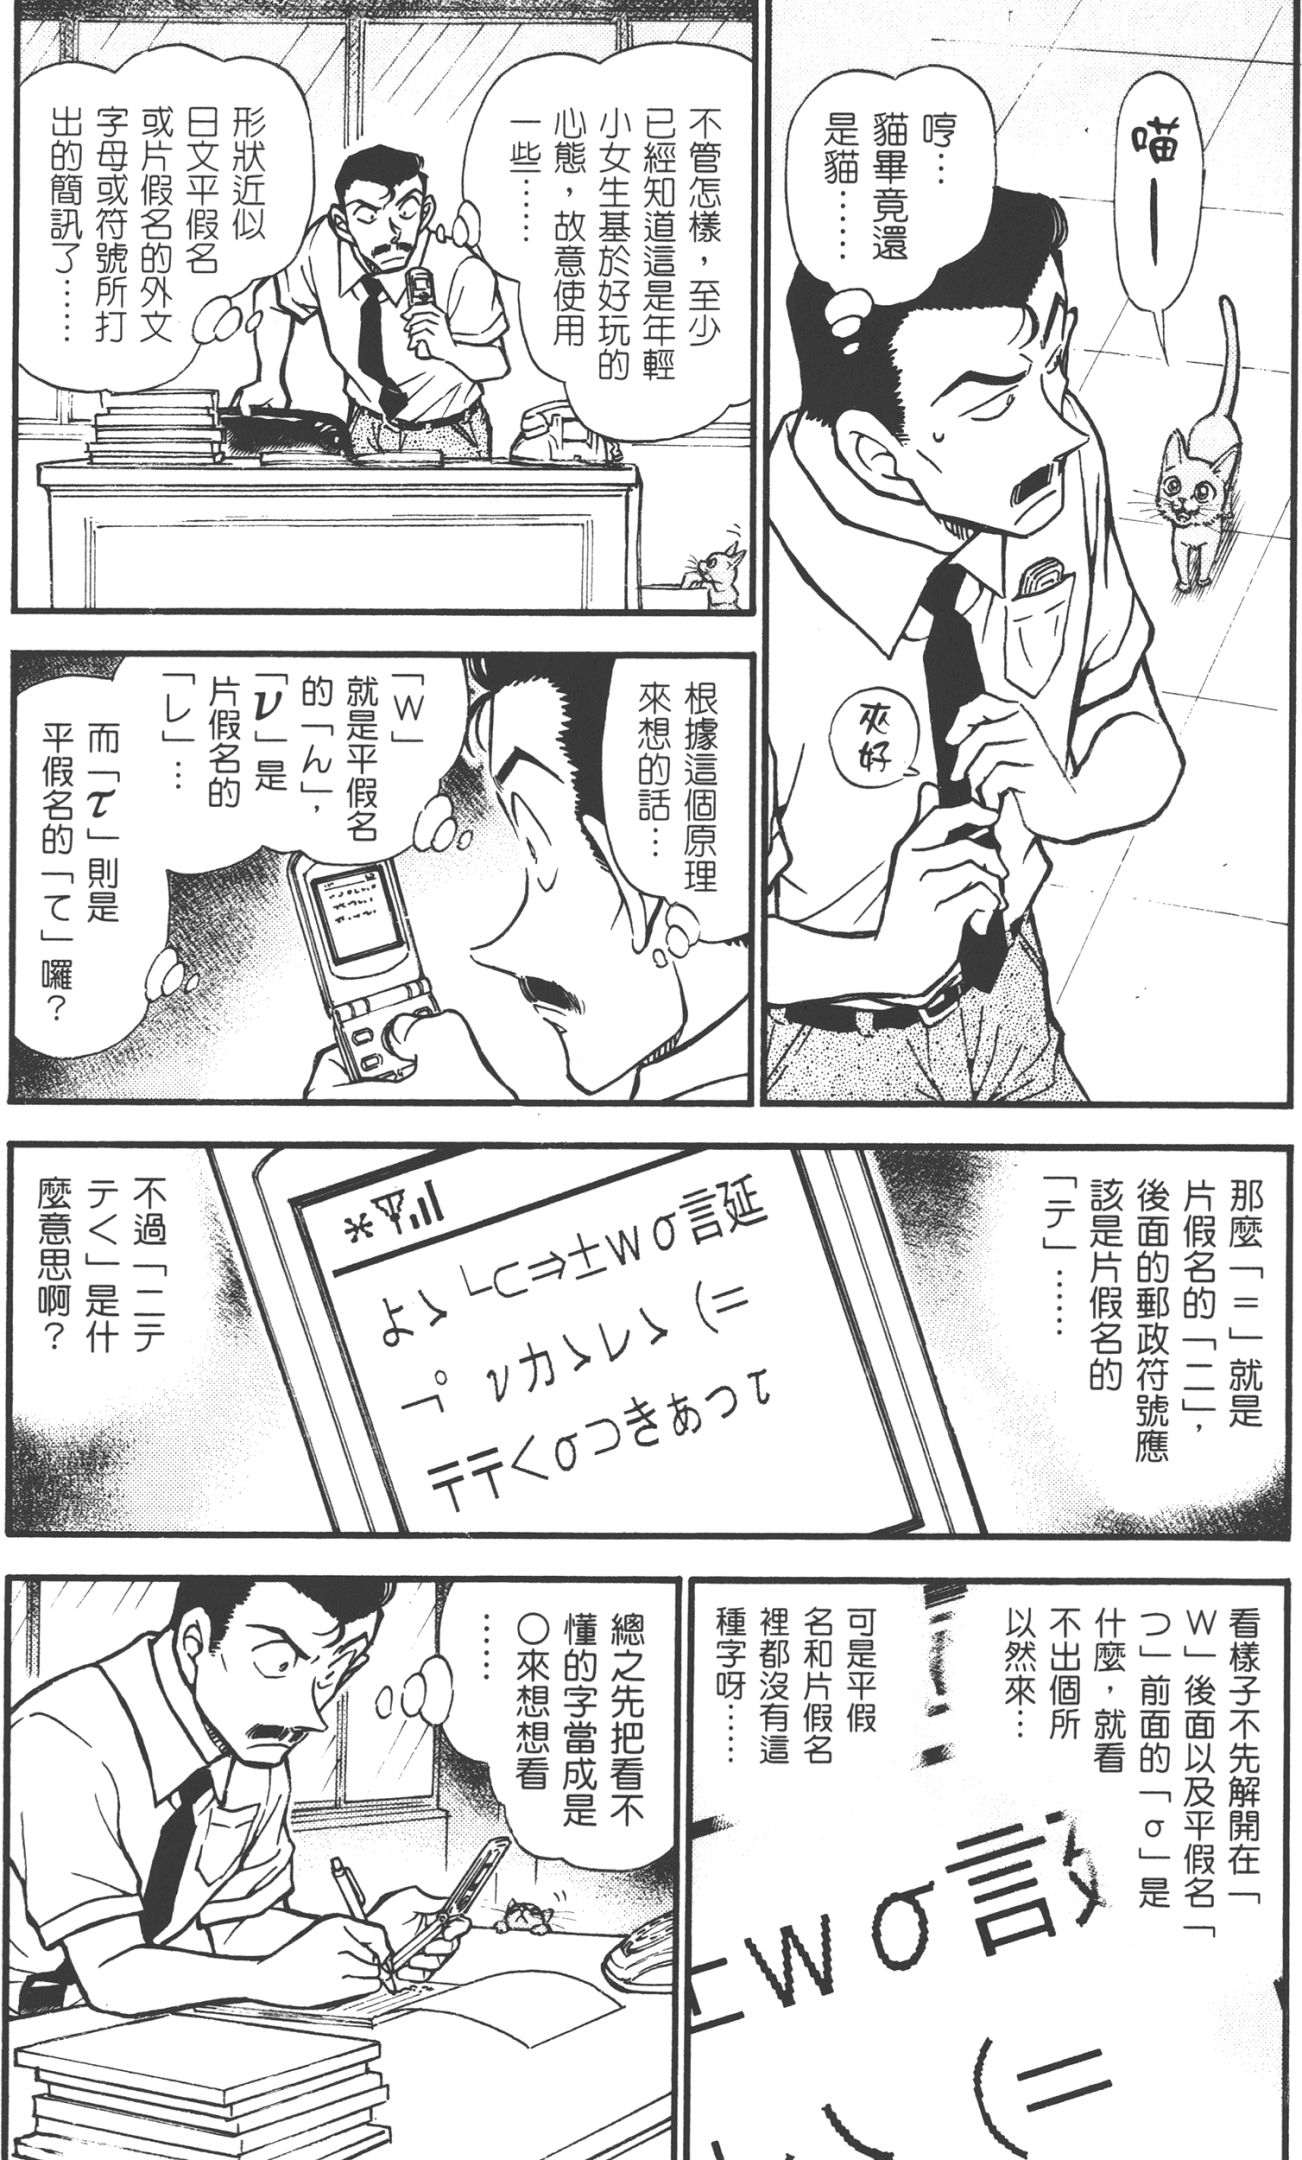 喵ー
哼…
貓畢竟還
是貓……
夾好
不管怎樣，至少
已經知道這是年輕
小女生基於好玩的
心態，故意使用
一些……
形狀近似
日文平假名
或片假名的外文
字母或符號所打
出的簡訊了……
根據這個原理
來想的話…
「W」
就是平假名
的「ん」，
「ν」是
片假名的
「レ」…
而「τ」則是
平假名的「て」囉？
那麼「＝」就是
片假名的「ニ」，
後面的郵政符號應
該是片假名的
「テ」……
*
よゝ└⊂⇒±wσ言延
¬° νカゝレゝ (=
〒〒くσつきあつτ
不過「ニテ
テく」是什
麼意思啊？
看樣子不先解開在「
W」後面以及平假名「
つ」前面的「σ」是
什麼，就看
不出個所
以然來…
可是平假
名和片假名
裡都沒有這
種字呀……
±wσ言
(=
總之先把看不
懂的字當成是
○來想想看
……